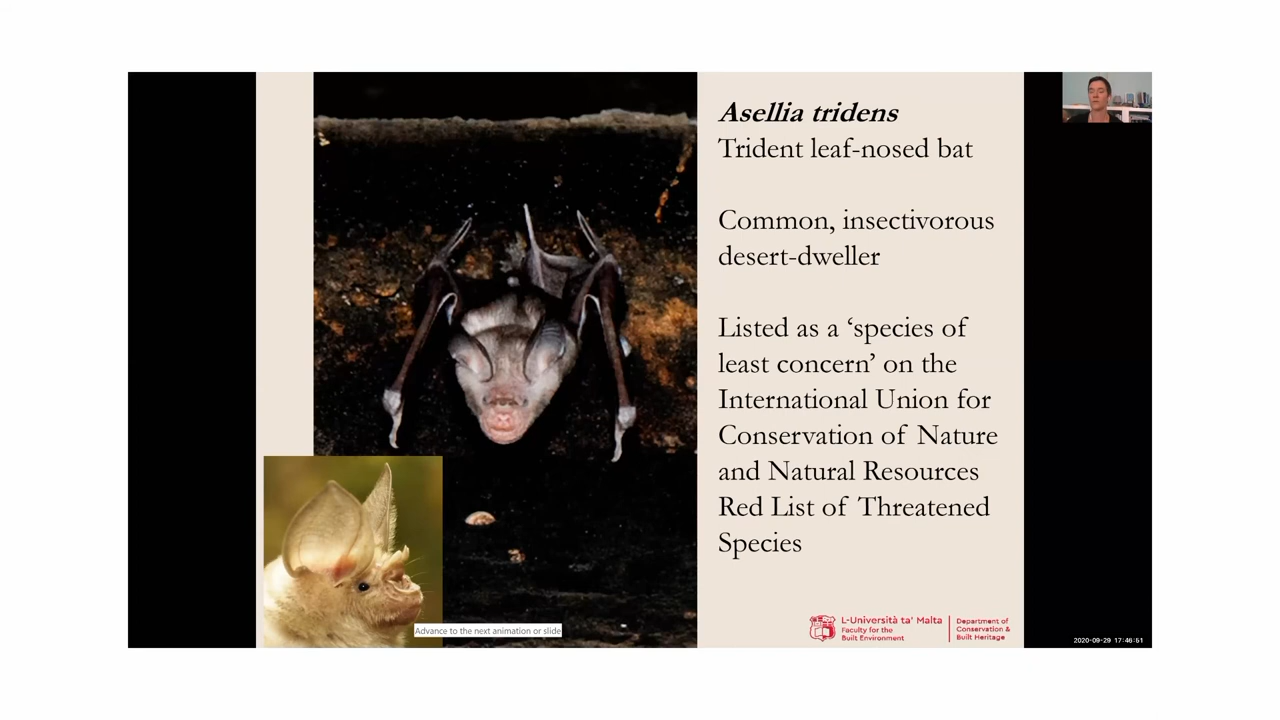 Asellia tridens
Trident leaf-nosed bat
Common, insectivorous
desert-dweller
Listed as a ‘species of
least concern’ on the
International Union for
Conservation of Nature
and Natural Resources
Red List of Threatened
Species
Advance to the next animation or slide
L-Università ta' Malta
Faculty for the
Built Environment
Department of
Conservation &
Built Heritage
2020-09-29 17:46:51